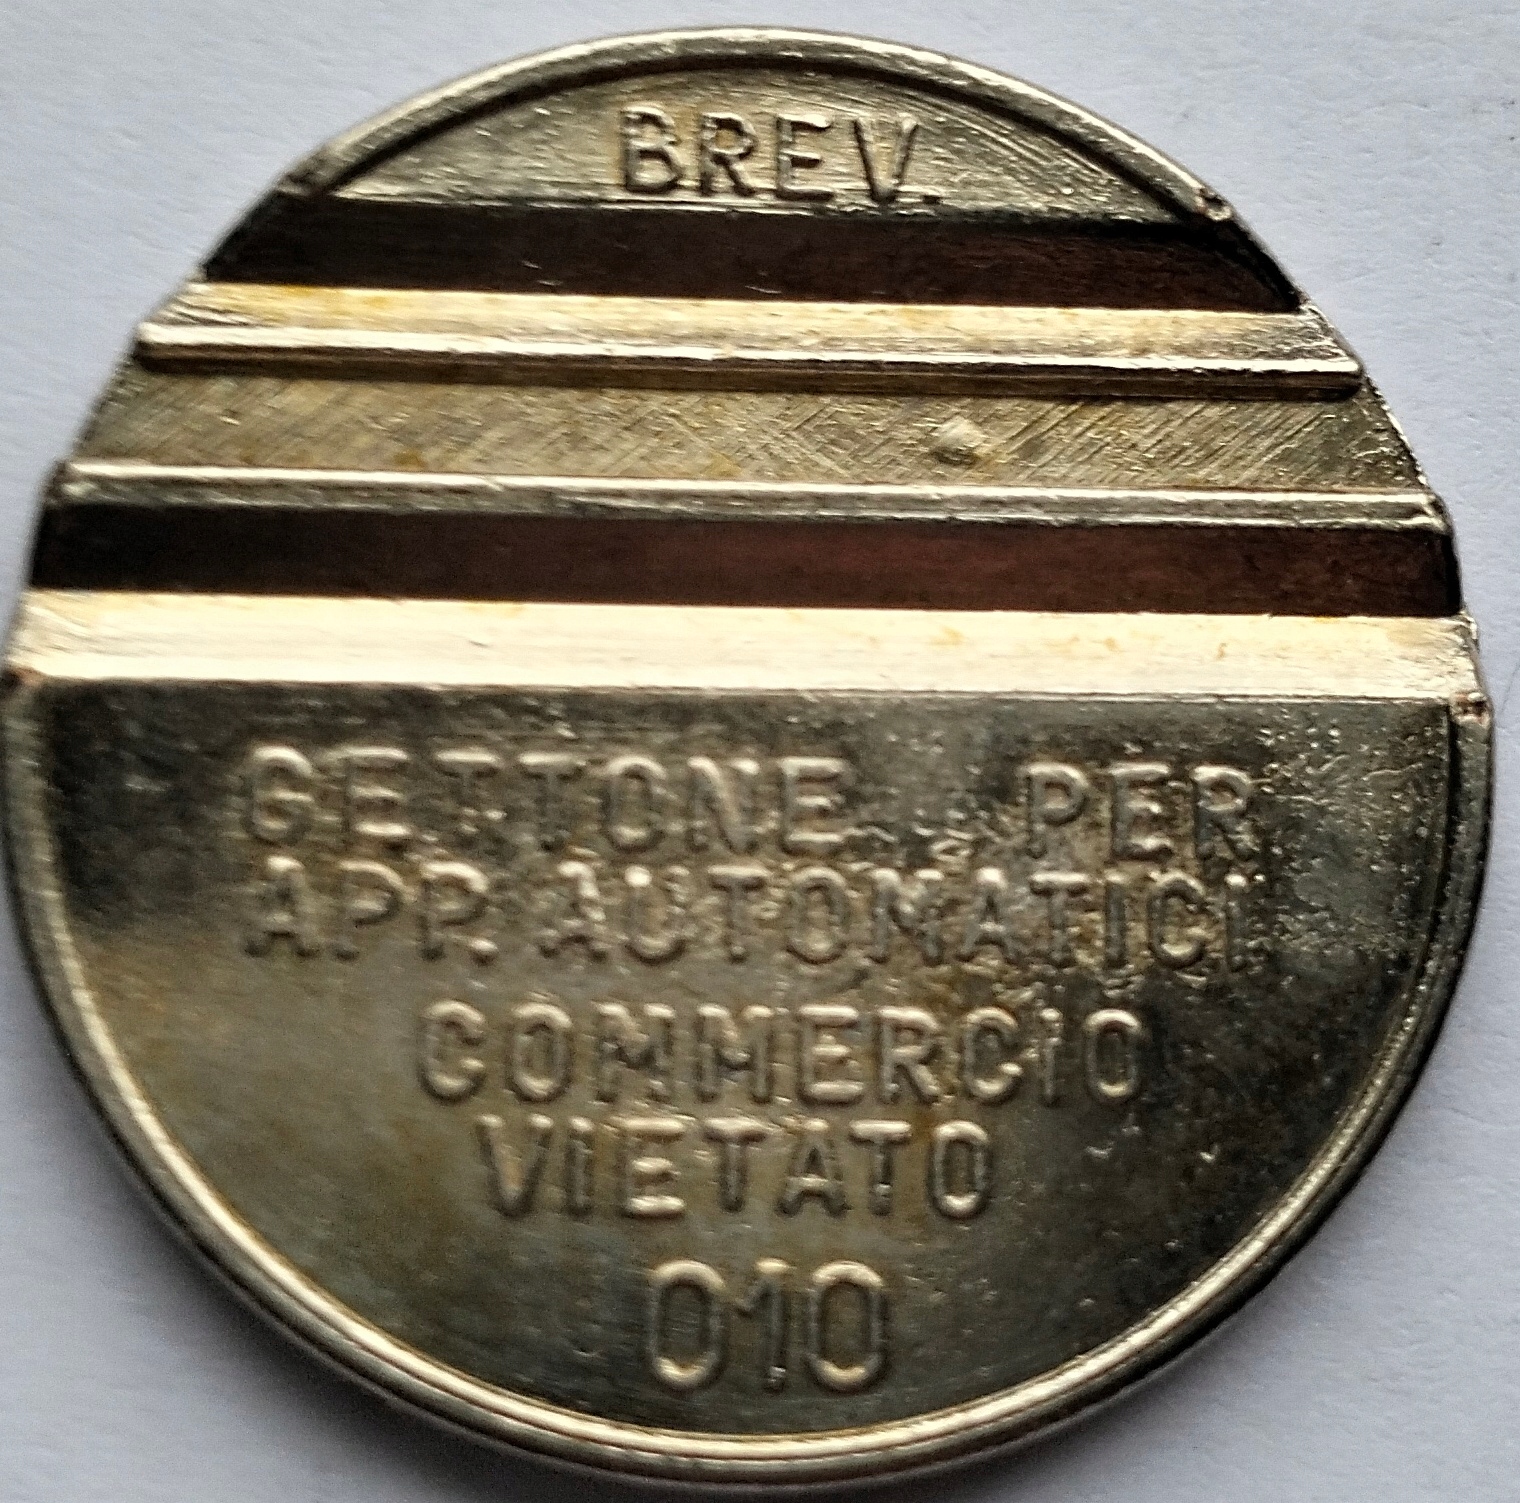 BREV.
GETTONE PER
APP. AUTOMATICI
COMMERCIO
VIETATO
010